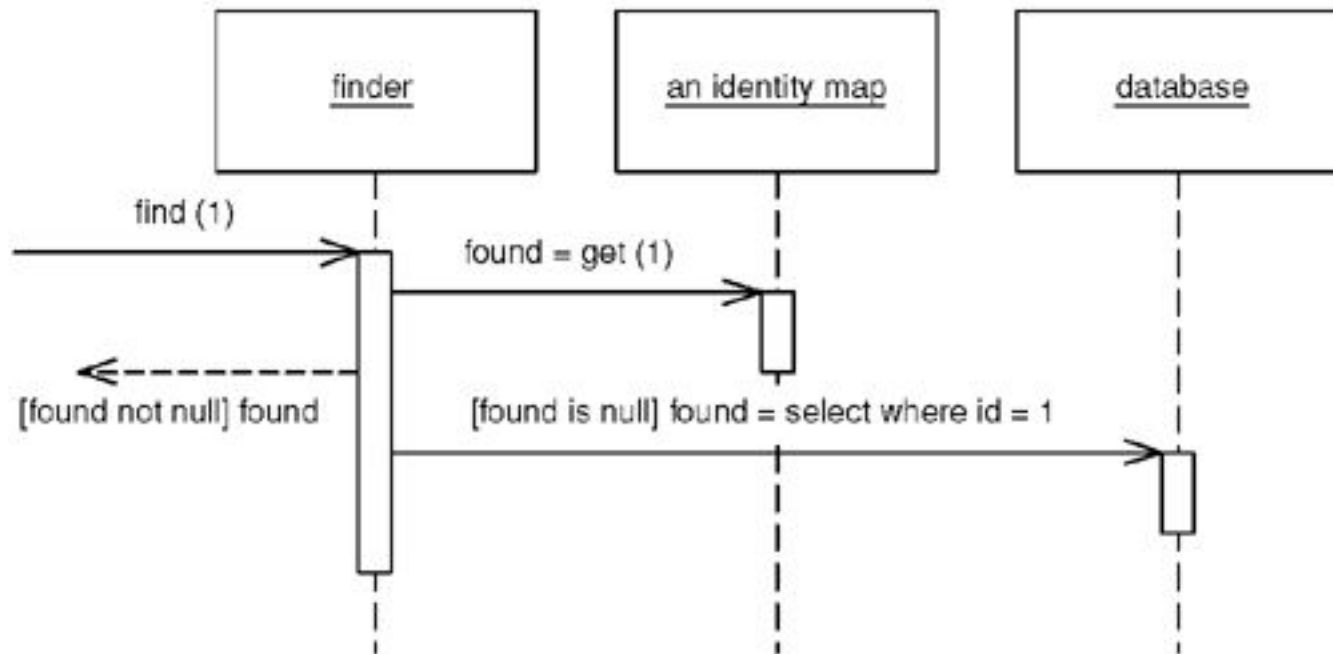 finder
an identity map
database
find (1)
found = get (1)
[found not null] found
[found is null] found = select where id = 1